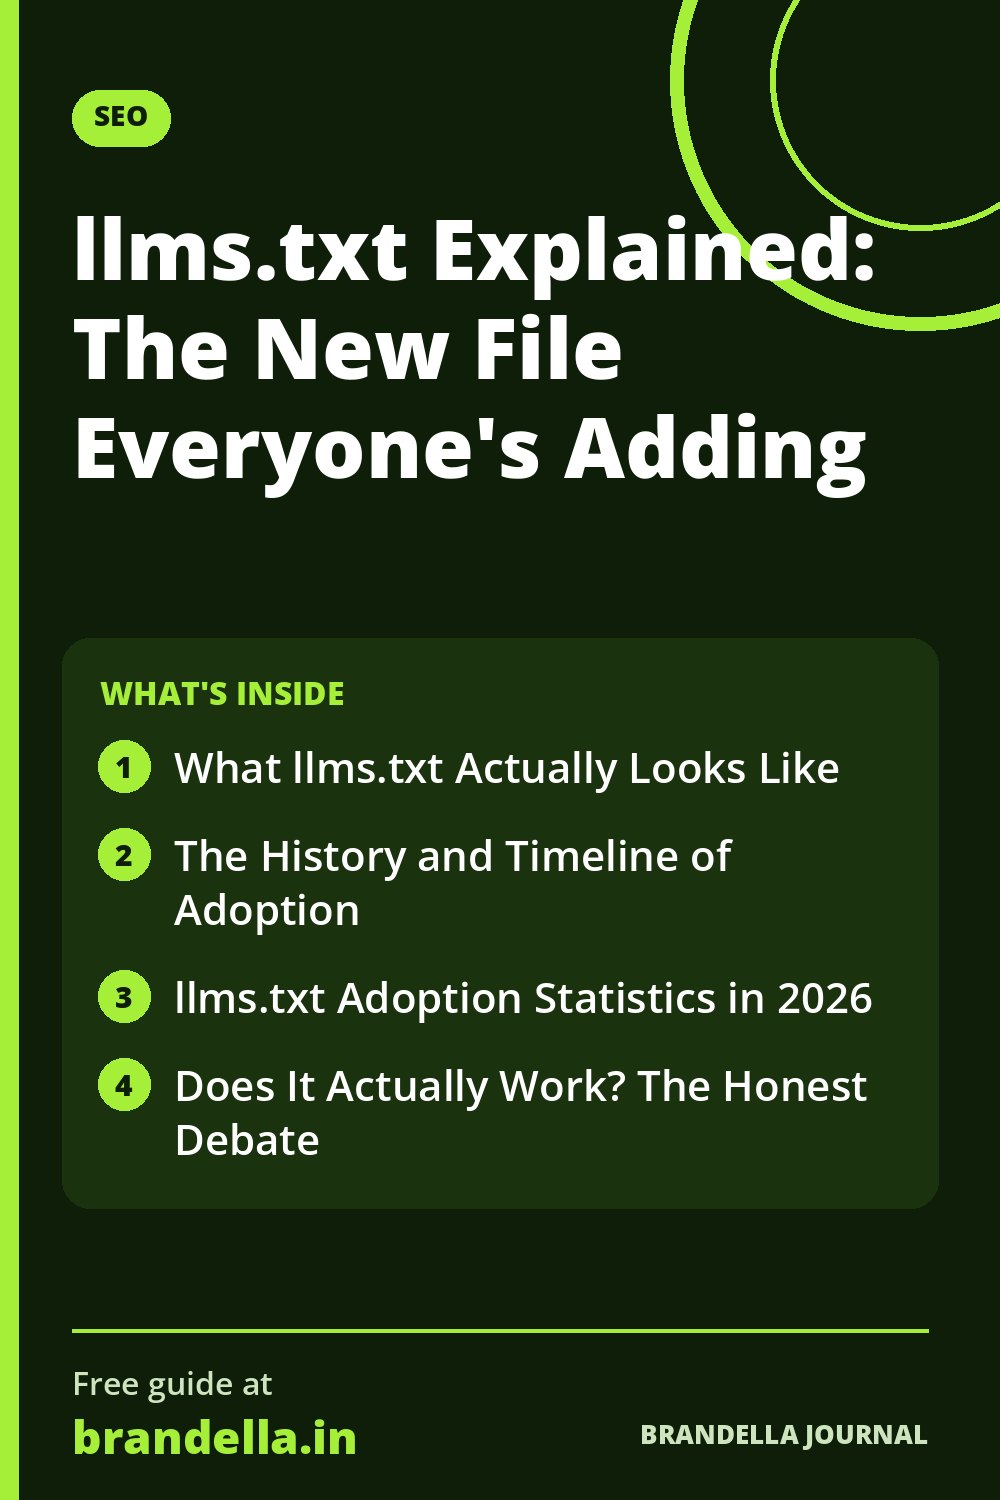 SEO
llms.txt Explained:
The New File
Everyone's Adding
WHAT'S INSIDE
1 What llms.txt Actually Looks Like
2 The History and Timeline of
Adoption
3 llms.txt Adoption Statistics in 2026
4 Does It Actually Work? The Honest
Debate
Free guide at
brandella.in
BRANDELLA JOURNAL